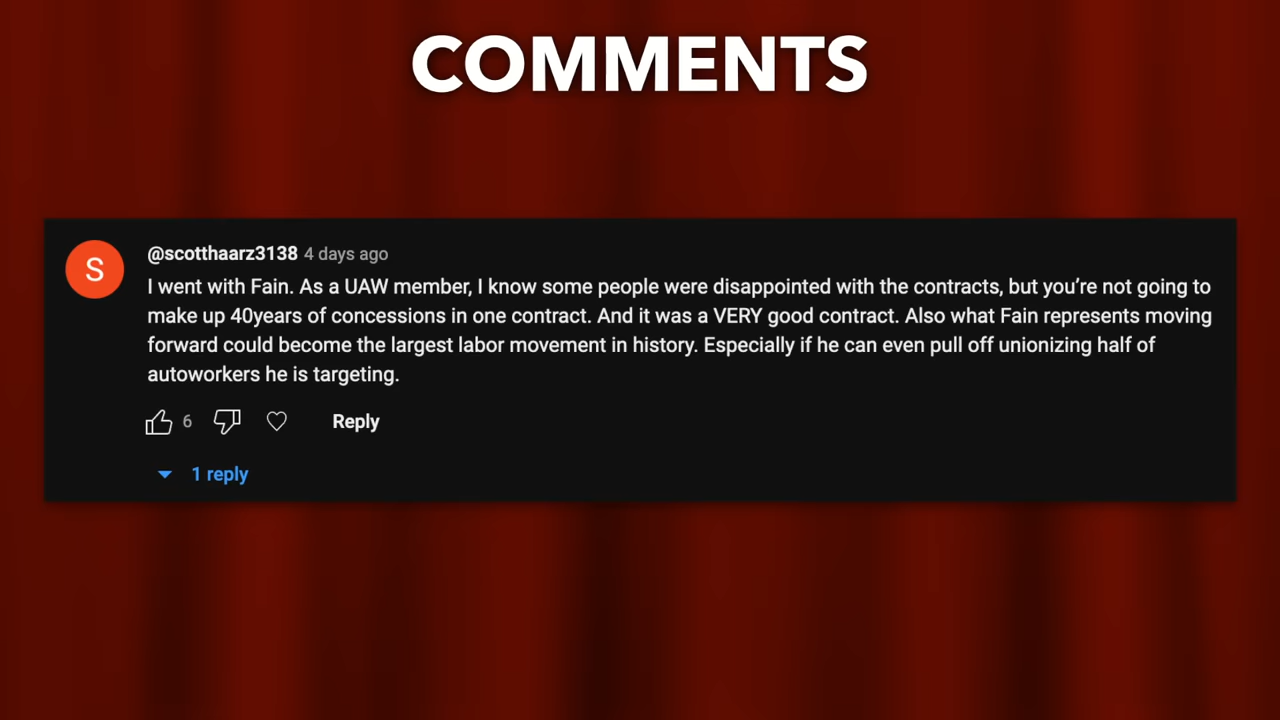 COMMENTS
S
@scotthaarz3138 4 days ago
I went with Fain. As a UAW member, I know some people were disappointed with the contracts, but you’re not going to
make up 40years of concessions in one contract. And it was a VERY good contract. Also what Fain represents moving
forward could become the largest labor movement in history. Especially if he can even pull off unionizing half of
autoworkers he is targeting.
6 Reply
1 reply